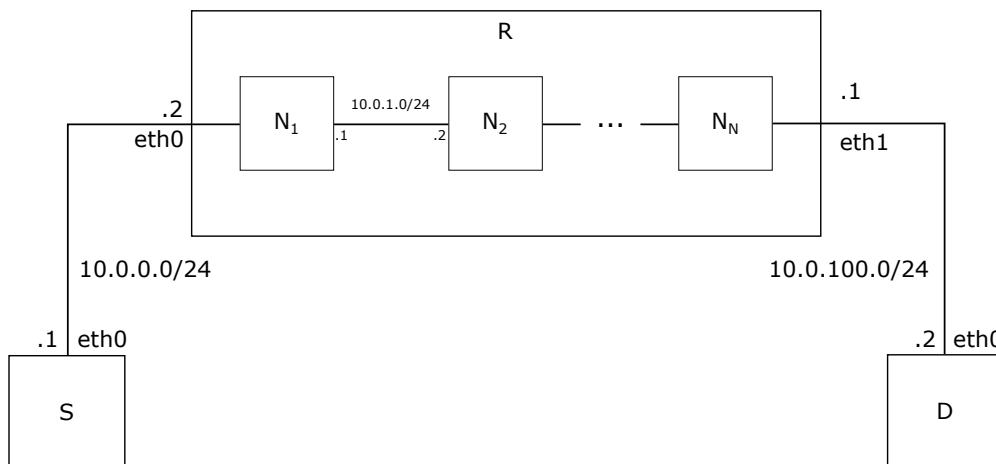 R
.2
eth0
N1
10.0.1.0/24
.1
.2
N2
...
NN
.1
eth1
10.0.0.0/24
10.0.100.0/24
.1
eth0
.2
eth0
S
D